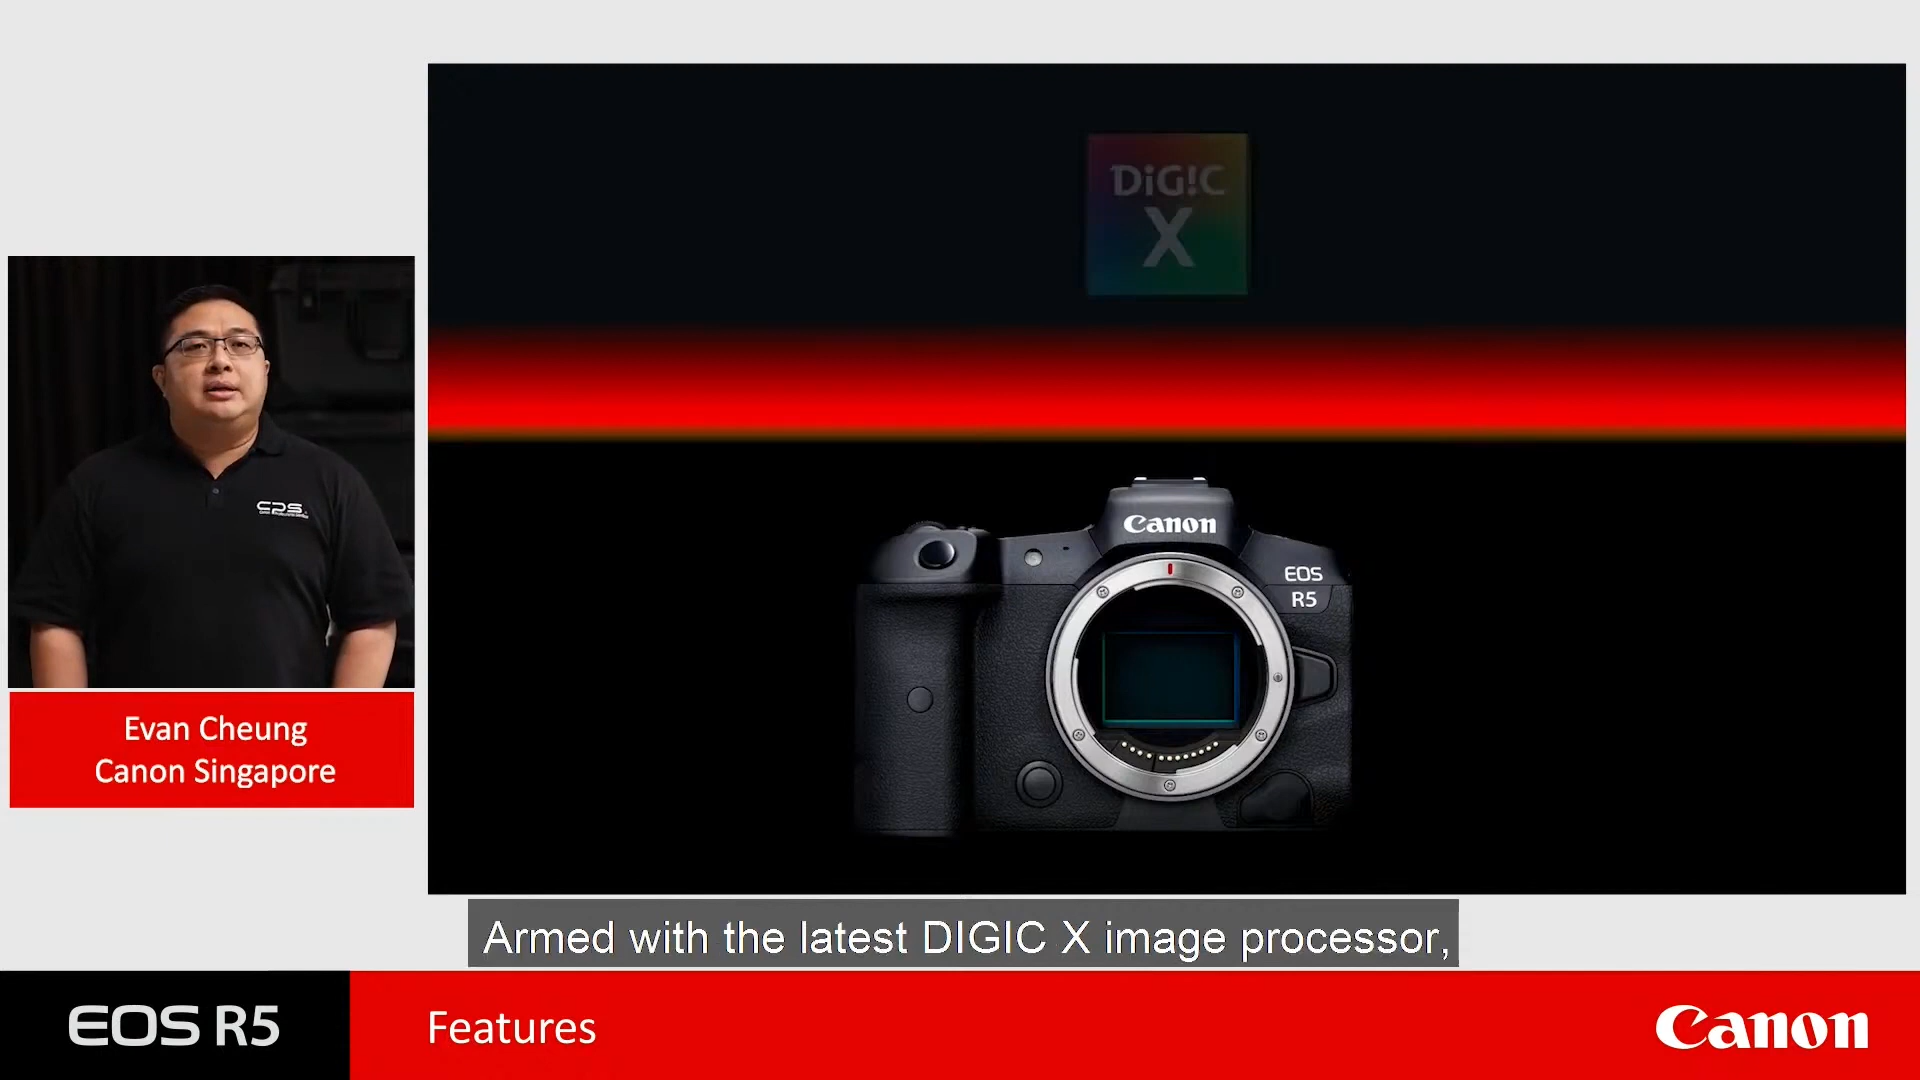 DiG!C
X
Canon
EOS
R5
CPS
Evan Cheung
Canon Singapore
Armed with the latest DIGIC X image processor,
EOS R5
Features
Canon